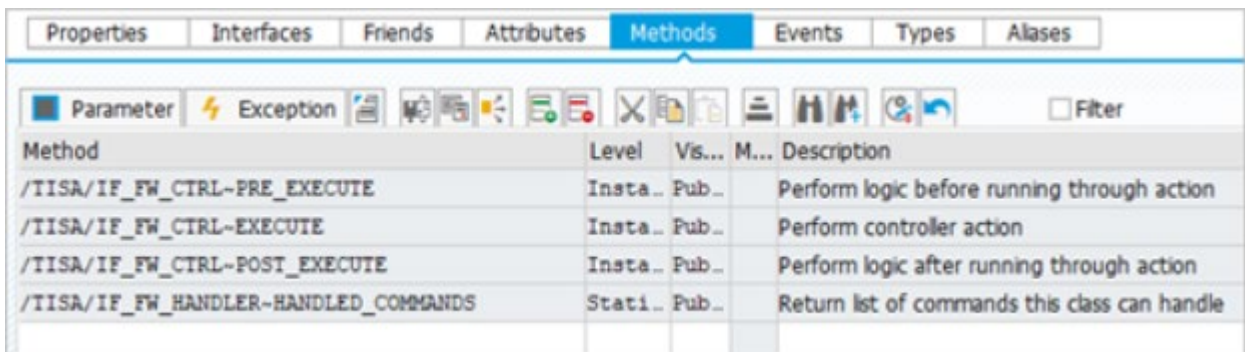 Properties Interfaces Friends Attributes Methods Events Types Aliases
Parameter Exception Filter
Method Level Vis... M... Description
/TISA/IF_FW_CTRL~PRE_EXECUTE Insta… Pub… Perform logic before running through action
/TISA/IF_FW_CTRL~EXECUTE Insta… Pub… Perform controller action
/TISA/IF_FW_CTRL~POST_EXECUTE Insta… Pub… Perform logic after running through action
/TISA/IF_FW_HANDLER~HANDLED_COMMANDS Stati… Pub… Return list of commands this class can handle